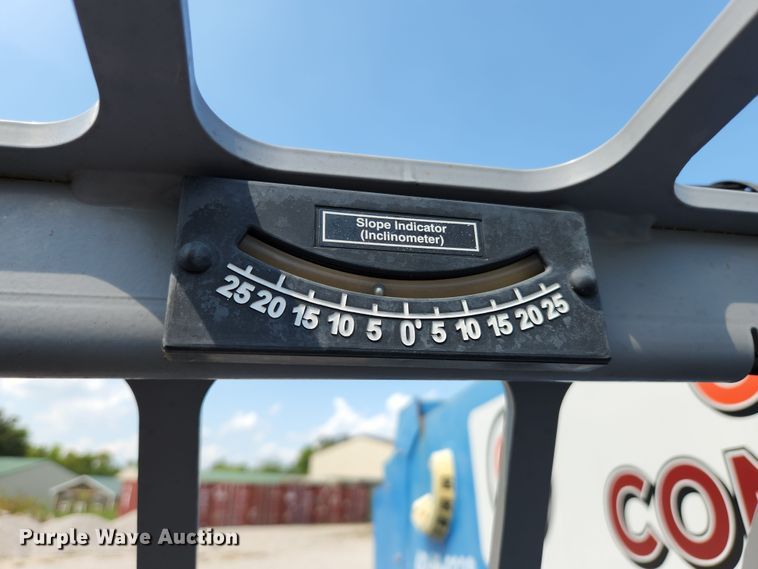 Slope Indicator
(Inclinometer)
25 20 15 10 5 0° 5 10 15 20 25
CON
Purple Wave Auction